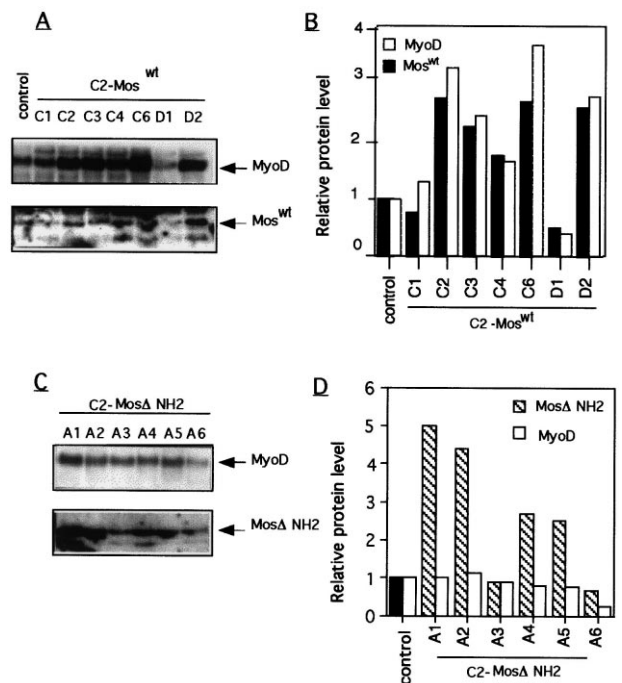 A
C2-Mos wt
control
C1 C2 C3 C4 C6 D1 D2
MyoD
Mos wt
B
Relative protein level
4
3
2
1
0
MyoD
Mos wt
control
C1
C2
C3
C4
C6
D1
D2
C2-Mos wt
C
C2-MosΔ NH2
A1 A2 A3 A4 A5 A6
MyoD
MosΔ NH2
D
Relative protein level
6
5
4
3
2
1
0
MosΔ NH2
MyoD
control
A1
A2
A3
A4
A5
A6
C2-MosΔ NH2